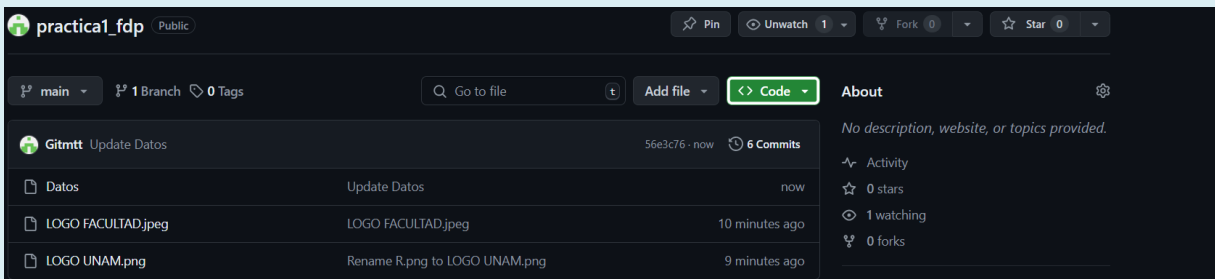 practica1_fdp Public Pin Unwatch 1 Fork 0 Star 0
main 1 Branch 0 Tags Go to file t Add file Code
About
No description, website, or topics provided.
Gitmtt Update Datos 56e3c76 · now 6 Commits
Activity
Datos Update Datos now
0 stars
1 watching
LOGO FACULTAD.jpeg LOGO FACULTAD.jpeg 10 minutes ago
0 forks
LOGO UNAM.png Rename R.png to LOGO UNAM.png 9 minutes ago